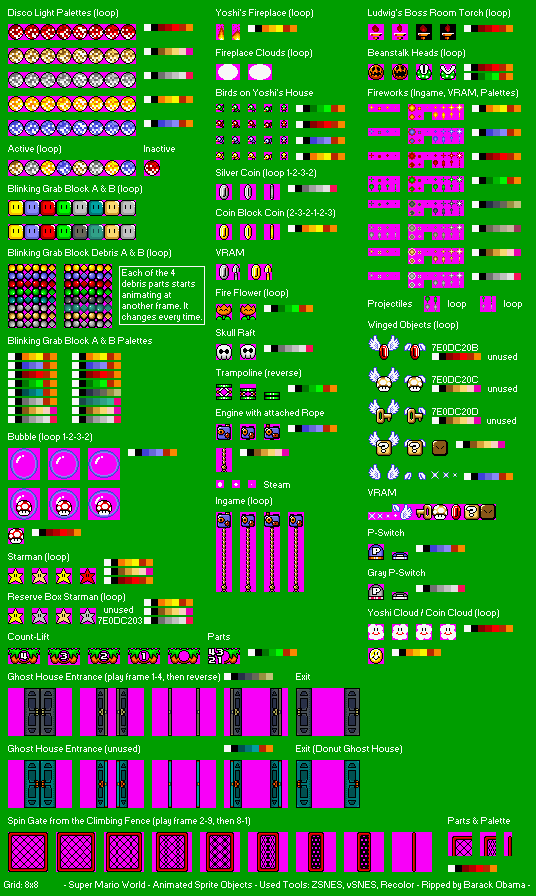 Disco Light Palettes (loop)
Active (loop)
Inactive
Blinking Grab Block A & B (loop)
Blinking Grab Block Debris A & B (loop)
Each of the 4
debris parts starts
animating at
another frame. It
changes every time.
Blinking Grab Block A & B Palettes
Bubble (loop 1-2-3-2)
Starman (loop)
Reserve Box Starman (loop)
unused
7E0DC203
Count-Lift
Parts
4 3 2 1
43
21
Yoshi's Fireplace (loop)
Fireplace Clouds (loop)
Birds on Yoshi's House
Silver Coin (loop 1-2-3-2)
Coin Block Coin (2-3-2-1-2-3)
VRAM
Fire Flower (loop)
Skull Raft
Trampoline (reverse)
Engine with attached Rope
Steam
Ingame (loop)
Ludwig's Boss Room Torch (loop)
Beanstalk Heads (loop)
Fireworks (Ingame, VRAM, Palettes)
Projectiles
loop
loop
Winged Objects (loop)
7E0DC20B
unused
7E0DC20C
unused
7E0DC20D
unused
VRAM
P-Switch
P
Gray P-Switch
P
Yoshi Cloud / Coin Cloud (loop)
Ghost House Entrance (play frame 1-4, then reverse)
Exit
Ghost House Entrance (unused)
Exit (Donut Ghost House)
Spin Gate from the Climbing Fence (play frame 2-9, then 8-1)
Parts & Palette
Grid: 8x8
- Super Mario World - Animated Sprite Objects - Used Tools: ZSNES, vSNES, Recolor - Ripped by Barack Obama -